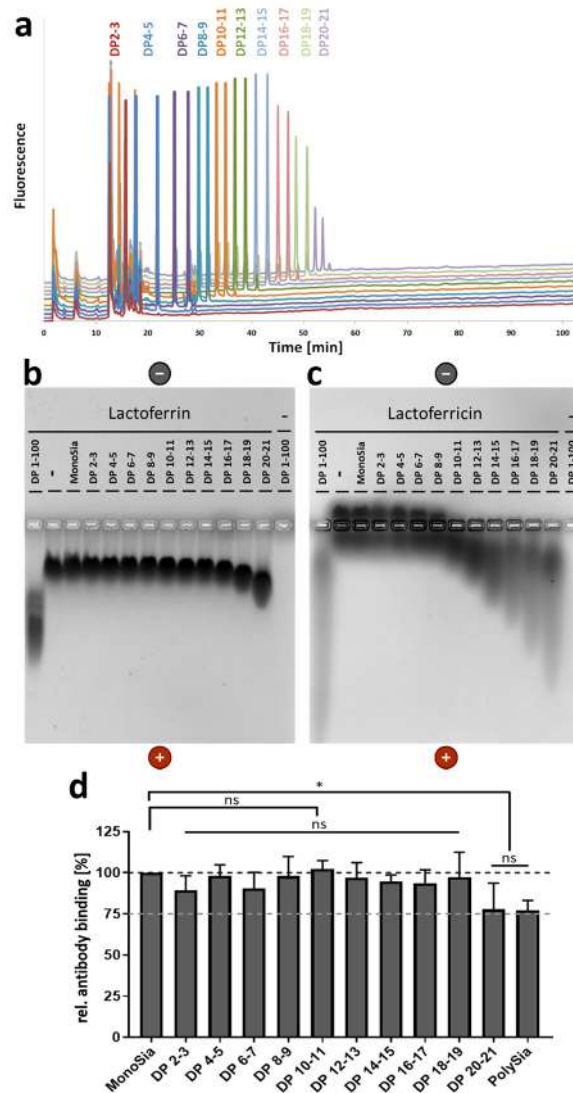 a
DP2-3
DP4-5
DP6-7
DP8-9
DP10-11
DP12-13
DP14-15
DP16-17
DP18-19
DP20-21
Fluorescence
0 10 20 30 40 50 60 70 80 90 100
Time [min]
b
−
Lactoferrin
–
DP 1-100
-
MonoSia
DP 2-3
DP 4-5
DP 6-7
DP 8-9
DP 10-11
DP 12-13
DP 14-15
DP 16-17
DP 18-19
DP 20-21
DP 1-100
+
c
−
Lactoferricin
–
DP 1-100
-
MonoSia
DP 2-3
DP 4-5
DP 6-7
DP 8-9
DP 10-11
DP 12-13
DP 14-15
DP 16-17
DP 18-19
DP 20-21
DP 1-100
+
d
*
ns
ns
ns
rel. antibody binding [%]
125
100
75
50
25
0
MonoSia
DP 2-3
DP 4-5
DP 6-7
DP 8-9
DP 10-11
DP 12-13
DP 14-15
DP 16-17
DP 18-19
DP 20-21
PolySia